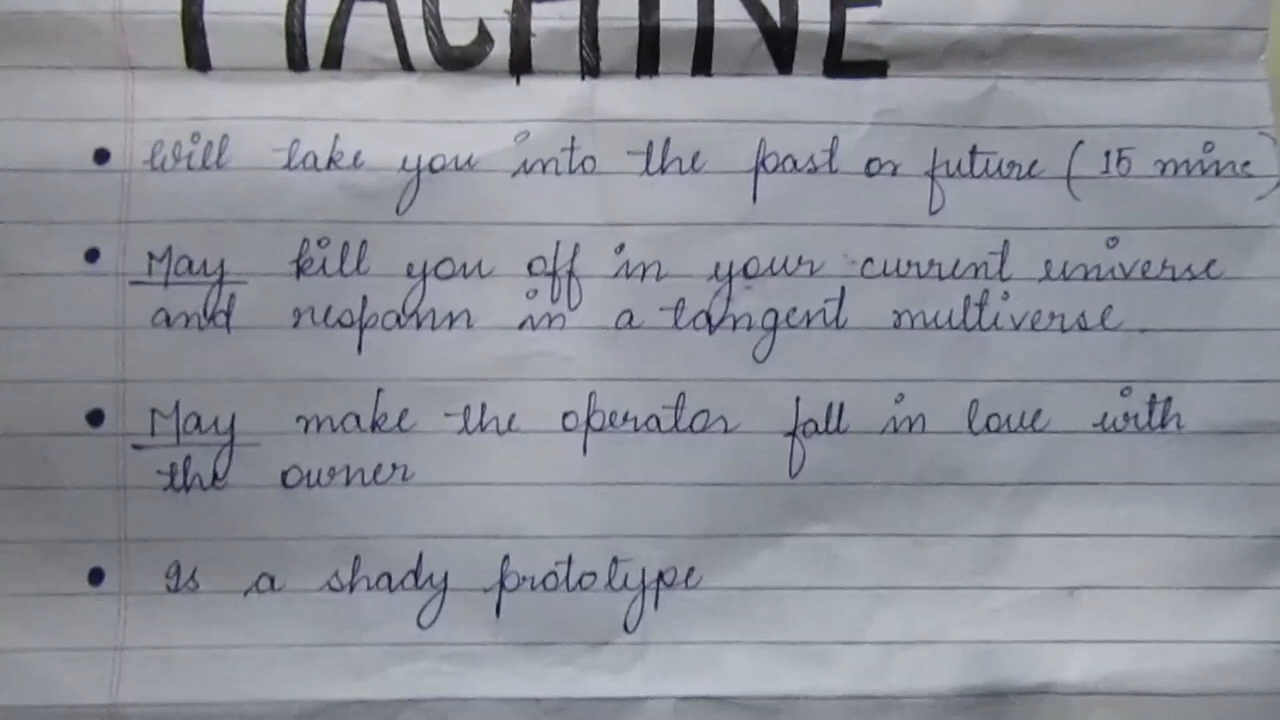 MACHINE
• Will take you into the past or future (15 mins)
• May kill you off in your current universe
and respawn in a tangent multiverse
• May make the operator fall in love with
the owner
• Is a shady prototype